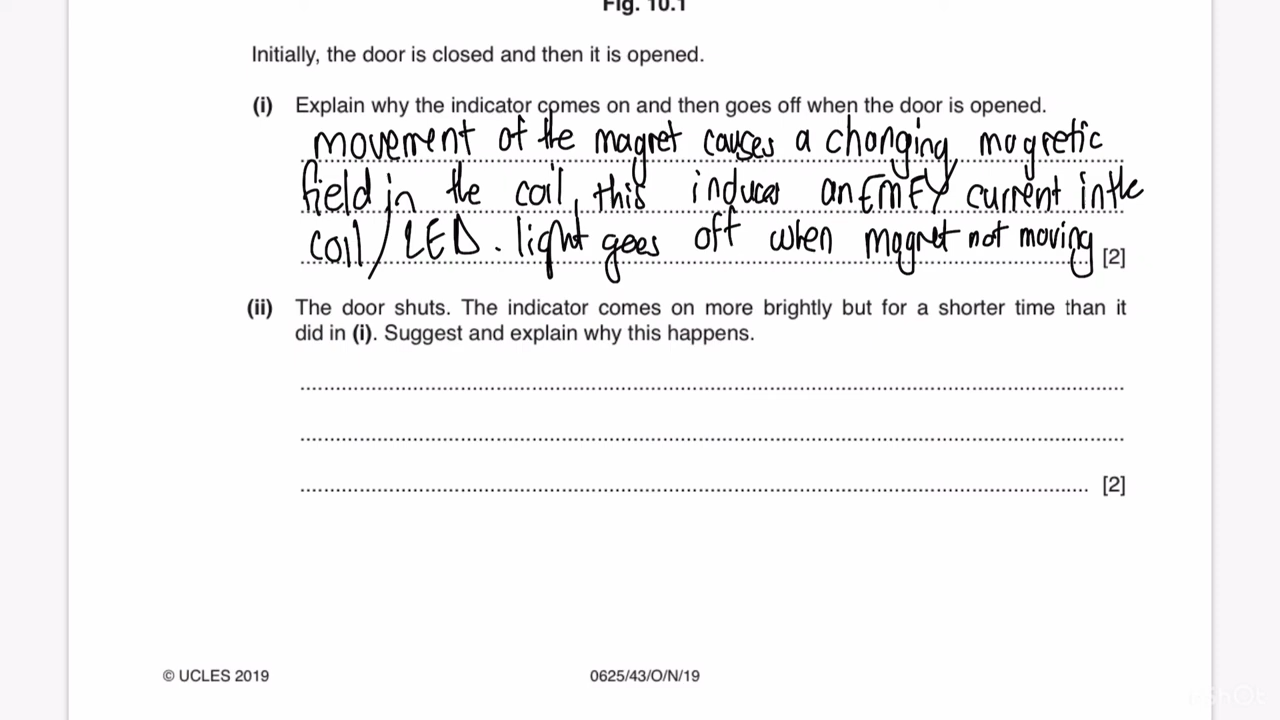 Fig. 10.1
Initially, the door is closed and then it is opened.
(i) Explain why the indicator comes on and then goes off when the door is opened.
movement of the magnet causes a changing magnetic
field in the coil, this induces an EMF/ current in the
coil/LED. light goes off when magnet not moving [2]
(ii) The door shuts. The indicator comes on more brightly but for a shorter time than it
did in (i). Suggest and explain why this happens.
[2]
© UCLES 2019
0625/43/O/N/19